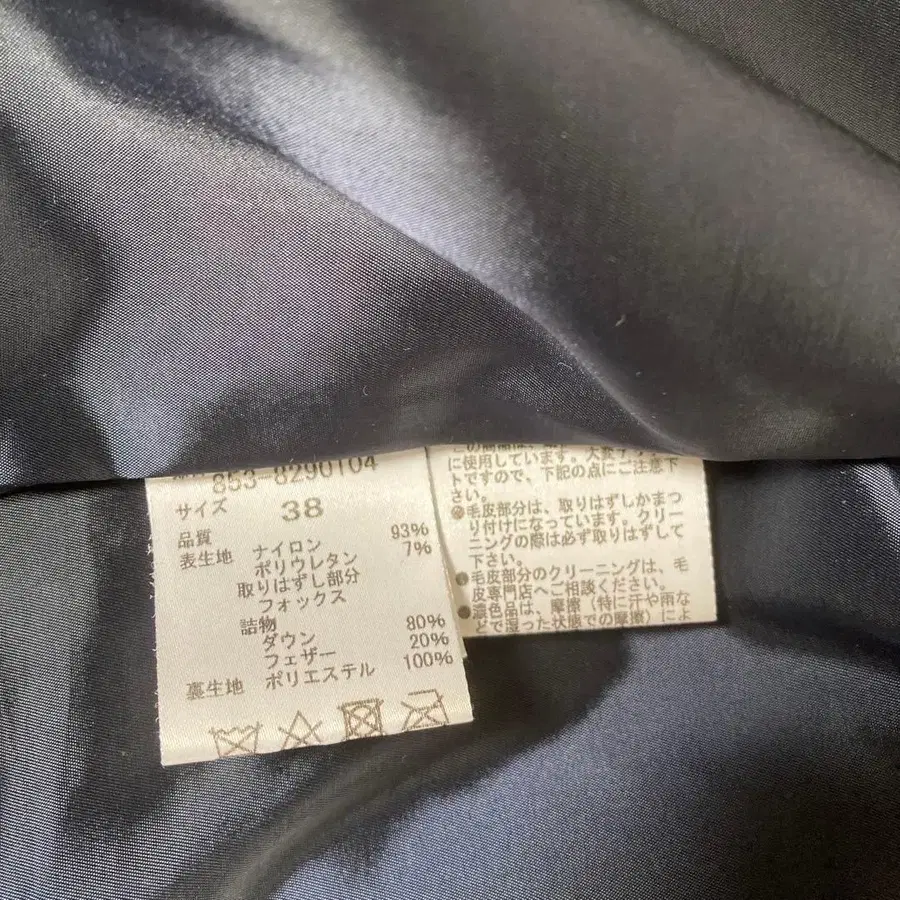 853-8290104
サイズ 38
品質
表生地 ナイロン 93%
ポリウレタン 7%
取りはずし部分
フォックス
詰物
ダウン 80%
フェザー 20%
裏生地 ポリエステル 100%
に使用しています。大変
トですので、下記の点にご注意下
さい。
●毛皮部分は、取りはずしかまつ
り付けになっています。クリー
ニングの際は必ず取りはずして
下さい。
●毛皮部分のクリーニングは、毛
皮専門店へご相談ください。
●濃色品は、摩擦（特に汗や雨な
どで湿った状態での摩擦）によ